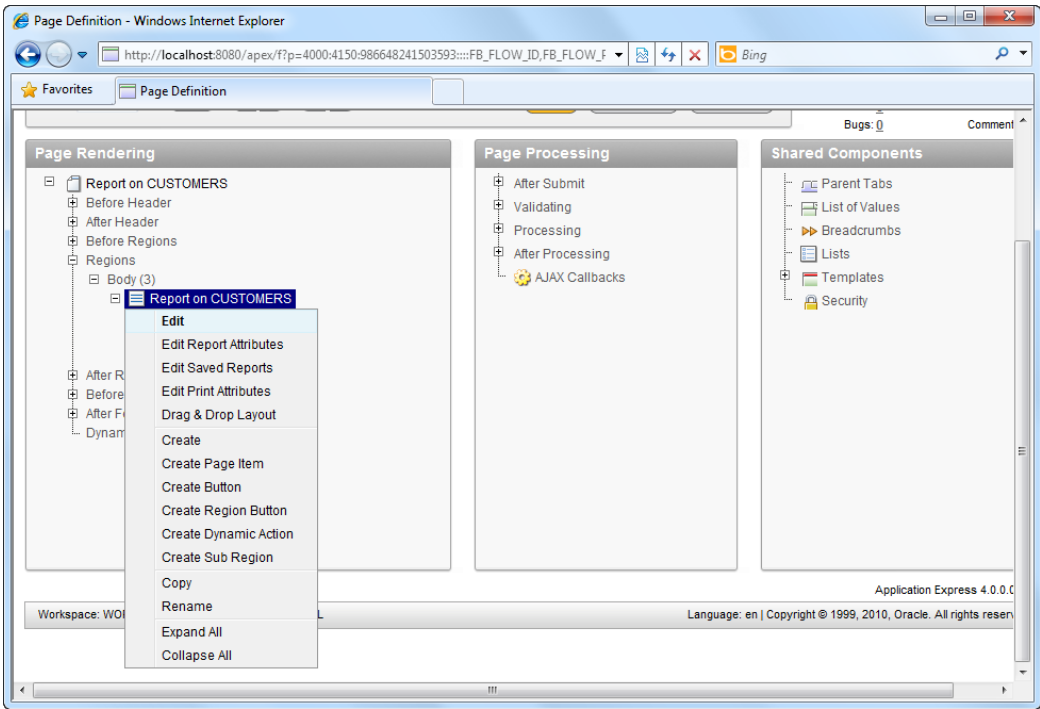 Page Definition - Windows Internet Explorer
http://localhost:8080/apex/f?p=4000:4150:986648241503593::::FB_FLOW_ID,FB_FLOW_F
Bing
Favorites
Page Definition
Bugs: 0
Comment
Page Rendering
Report on CUSTOMERS
Before Header
After Header
Before Regions
Regions
Body (3)
Report on CUSTOMERS
Edit
Edit Report Attributes
Edit Saved Reports
Edit Print Attributes
Drag & Drop Layout
Create
Create Page Item
Create Button
Create Region Button
Create Dynamic Action
Create Sub Region
Copy
Rename
Expand All
Collapse All
After R
Before
After F
Dynam
Page Processing
After Submit
Validating
Processing
After Processing
AJAX Callbacks
Shared Components
Parent Tabs
List of Values
Breadcrumbs
Lists
Templates
Security
Application Express 4.0.0.0
Workspace: WO
L
Language: en | Copyright © 1999, 2010, Oracle. All rights reserv